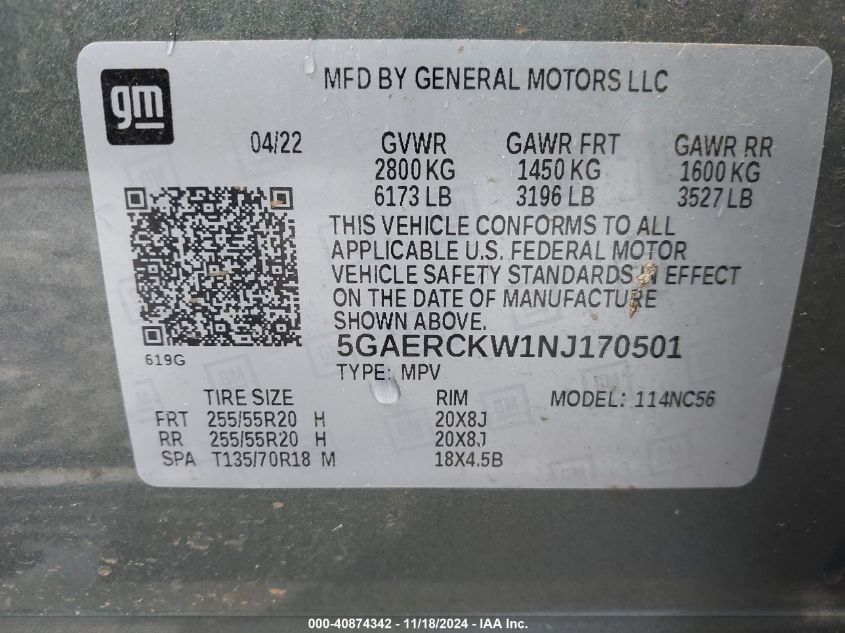 gm
MFD BY GENERAL MOTORS LLC
04/22 GVWR GAWR FRT GAWR RR
2800 KG 1450 KG 1600 KG
6173 LB 3196 LB 3527 LB
THIS VEHICLE CONFORMS TO ALL
APPLICABLE U.S. FEDERAL MOTOR
VEHICLE SAFETY STANDARDS IN EFFECT
ON THE DATE OF MANUFACTURE
SHOWN ABOVE.
619G 5GAERCKW1NJ170501
TYPE: MPV
TIRE SIZE RIM MODEL: 114NC56
FRT 255/55R20 H 20X8J
RR 255/55R20 H 20X8J
SPA T135/70R18 M 18X4.5B
000-40874342 - 11/18/2024 - IAA Inc.